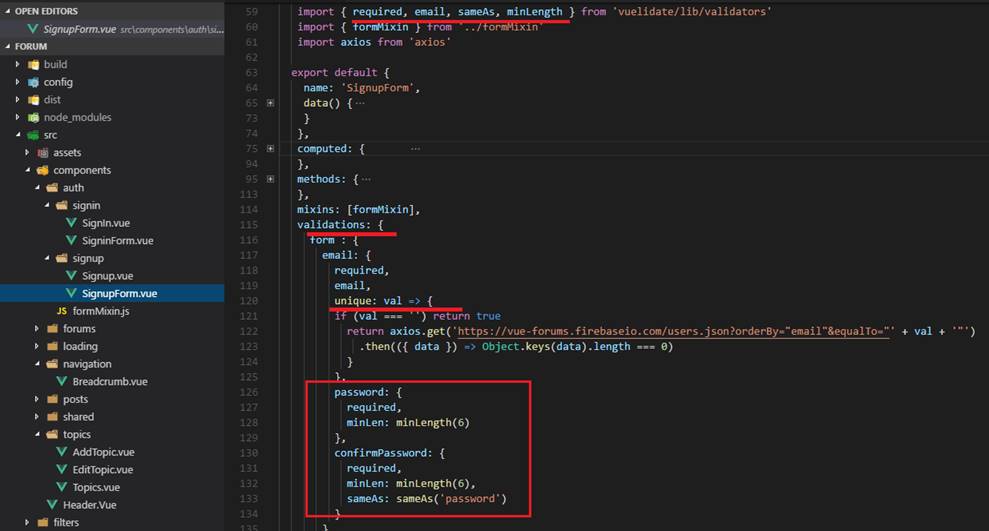 OPEN EDITORS
SignupForm.vue src\components\auth\si...
FORUM
build
config
dist
node_modules
src
assets
components
auth
signin
SignIn.vue
SigninForm.vue
signup
Signup.vue
SignupForm.vue
JS formMixin.js
forums
loading
navigation
Breadcrumb.vue
posts
shared
topics
AddTopic.vue
EditTopic.vue
Topics.vue
Header.Vue
filters
59 import { required, email, sameAs, minLength } from 'vuelidate/lib/validators'
60 import { formMixin } from '../formMixin'
61 import axios from 'axios'
62
63 export default {
64 name: 'SignupForm',
65 data() { ...
73 }
74 },
75 computed: { ...
94 },
95 methods: { ...
113 },
114 mixins: [formMixin],
115 validations: {
116 form : {
117 email: {
118 required,
119 email,
120 unique: val => {
121 if (val === '') return true
122 return axios.get('https://vue-forums.firebaseio.com/users.json?orderBy="email"&equalTo="' + val + '"')
123 .then(({ data }) => Object.keys(data).length === 0)
124 }
125 },
126 password: {
127 required,
128 minLen: minLength(6)
129 },
130 confirmPassword: {
131 required,
132 minLen: minLength(6),
133 sameAs: sameAs('password')
134 }
135 }